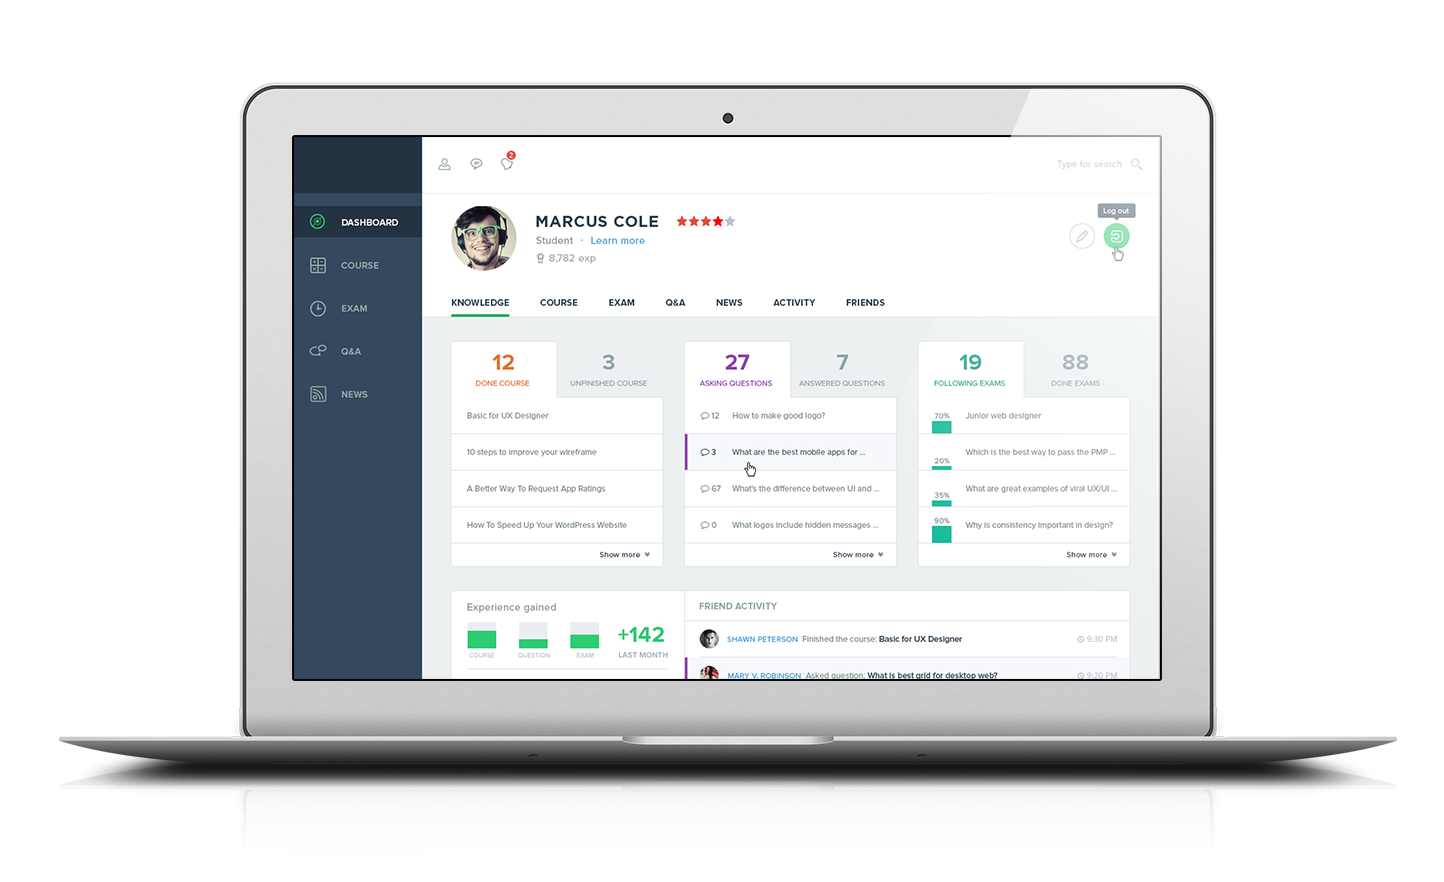 2
Type for search
DASHBOARD
COURSE
EXAM
Q&A
NEWS
MARCUS COLE
Student · Learn more
8,782 exp
Log out
KNOWLEDGE COURSE EXAM Q&A NEWS ACTIVITY FRIENDS
12
DONE COURSE
3
UNFINISHED COURSE
Basic for UX Designer
10 steps to improve your wireframe
A Better Way To Request App Ratings
How To Speed Up Your WordPress Website
Show more
27
ASKING QUESTIONS
7
ANSWERED QUESTIONS
12 How to make good logo?
3 What are the best mobile apps for ...
67 What's the difference between UI and ...
0 What logos include hidden messages ...
Show more
19
FOLLOWING EXAMS
88
DONE EXAMS
70% Junior web designer
20% Which is the best way to pass the PMP ...
35% What are great examples of viral UX/UI ...
90% Why is consistency important in design?
Show more
Experience gained
COURSE
QUESTION
EXAM
+142
LAST MONTH
FRIEND ACTIVITY
SHAWN PETERSON Finished the course: Basic for UX Designer 9:30 PM
MARY V. ROBINSON Asked question: What is best grid for desktop web? 9:20 PM